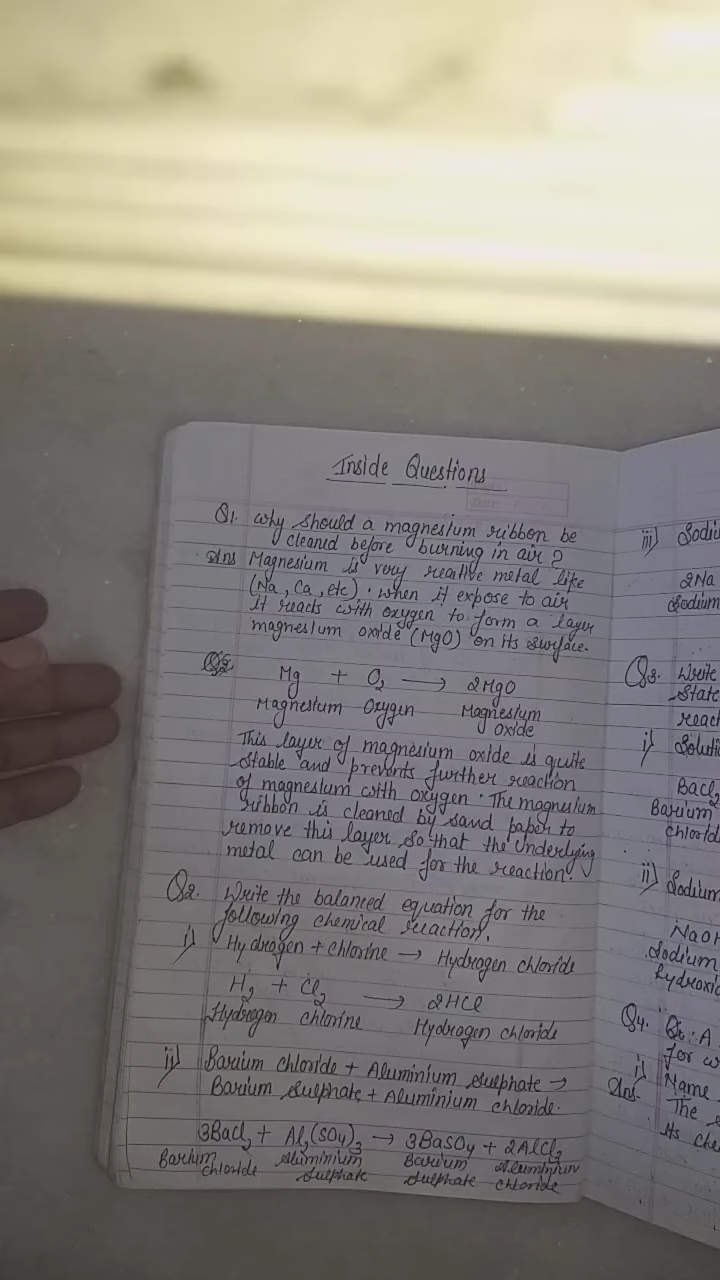 Inside Questions
Q1. Why should a magnesium ribbon be
cleaned before burning in air ?
Ans Magnesium is very reative metal life
(Na, Ca, etc). when it expose to air
it reacts with oxygen to form a layer
magnesium oxide (MgO) on its surface.
Mg + O2 → 2MgO
Magnesium Oxygen Magnesium
oxide
This layer of magnesium oxide is quite
stable and prevents further reaction
of magnesium with oxygen. The magnesium
ribbon is cleaned by sand paper to
remove this layer so that the underlying
metal can be used for the reaction.
Q2. Write the balanced equation for the
following chemical reaction.
i) Hydrogen + chlorine → Hydrogen chloride
H2 + Cl2 → 2HCl
Hydrogen chlorine Hydrogen chloride
ii) Barium chloride + Aluminium sulphate →
Barium sulphate + Aluminium chloride.
3BaCl2 + Al2(SO4)3 → 3BaSO4 + 2AlCl3
Barium Aluminium Barium Aluminium
chloride sulphate sulphate chloride
iii) Sodiu
2Na
Sodium
Q3. Write
State
react
i) Soluti
BaCl2
Barium
chlorid
ii) Sodium
NaOH
Sodium
hydroxid
Q4. Q6. A
for w
i) Name
Ans. The
its che